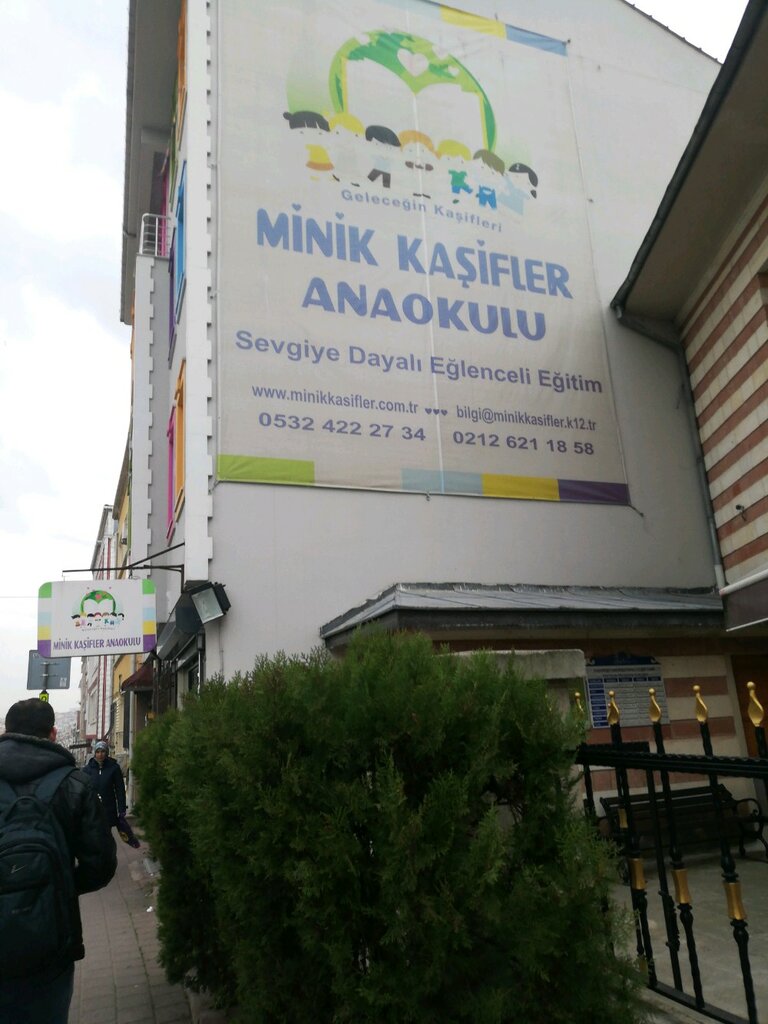 Geleceğin Kaşifleri
MİNİK KAŞİFLER
ANAOKULU
Sevgiye Dayalı Eğlenceli Eğitim
www.minikkasifler.com.tr ♥♥♥ bilgi@minikkasifler.k12.tr
0532 422 27 34 0212 621 18 58
MİNİK KAŞİFLER ANAOKULU